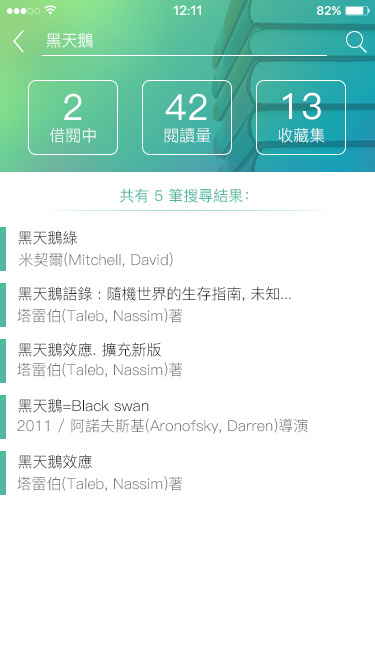 12:11
82%
黑天鵝
2
借閱中
42
閱讀量
13
收藏集
共有 5 筆搜尋結果:
黑天鵝綠
米契爾(Mitchell, David)
黑天鵝語錄 : 隨機世界的生存指南, 未知...
塔雷伯(Taleb, Nassim)著
黑天鵝效應. 擴充新版
塔雷伯(Taleb, Nassim)著
黑天鵝=Black swan
2011 / 阿諾夫斯基(Aronofsky, Darren)導演
黑天鵝效應
塔雷伯(Taleb, Nassim)著